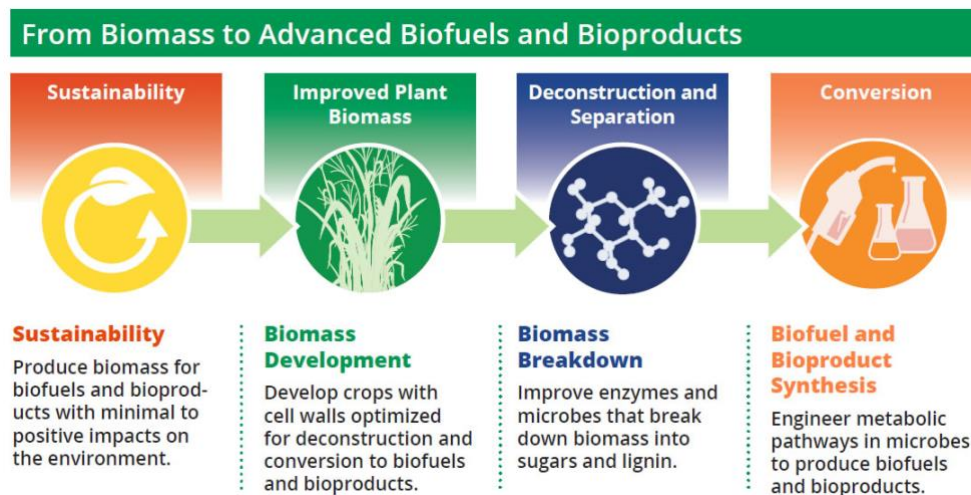 From Biomass to Advanced Biofuels and Bioproducts
Sustainability
Improved Plant
Biomass
Deconstruction and
Separation
Conversion
Sustainability
Produce biomass for
biofuels and bioprod-
ucts with minimal to
positive impacts on
the environment.
Biomass
Development
Develop crops with
cell walls optimized
for deconstruction and
conversion to biofuels
and bioproducts.
Biomass
Breakdown
Improve enzymes and
microbes that break
down biomass into
sugars and lignin.
Biofuel and
Bioproduct
Synthesis
Engineer metabolic
pathways in microbes
to produce biofuels
and bioproducts.